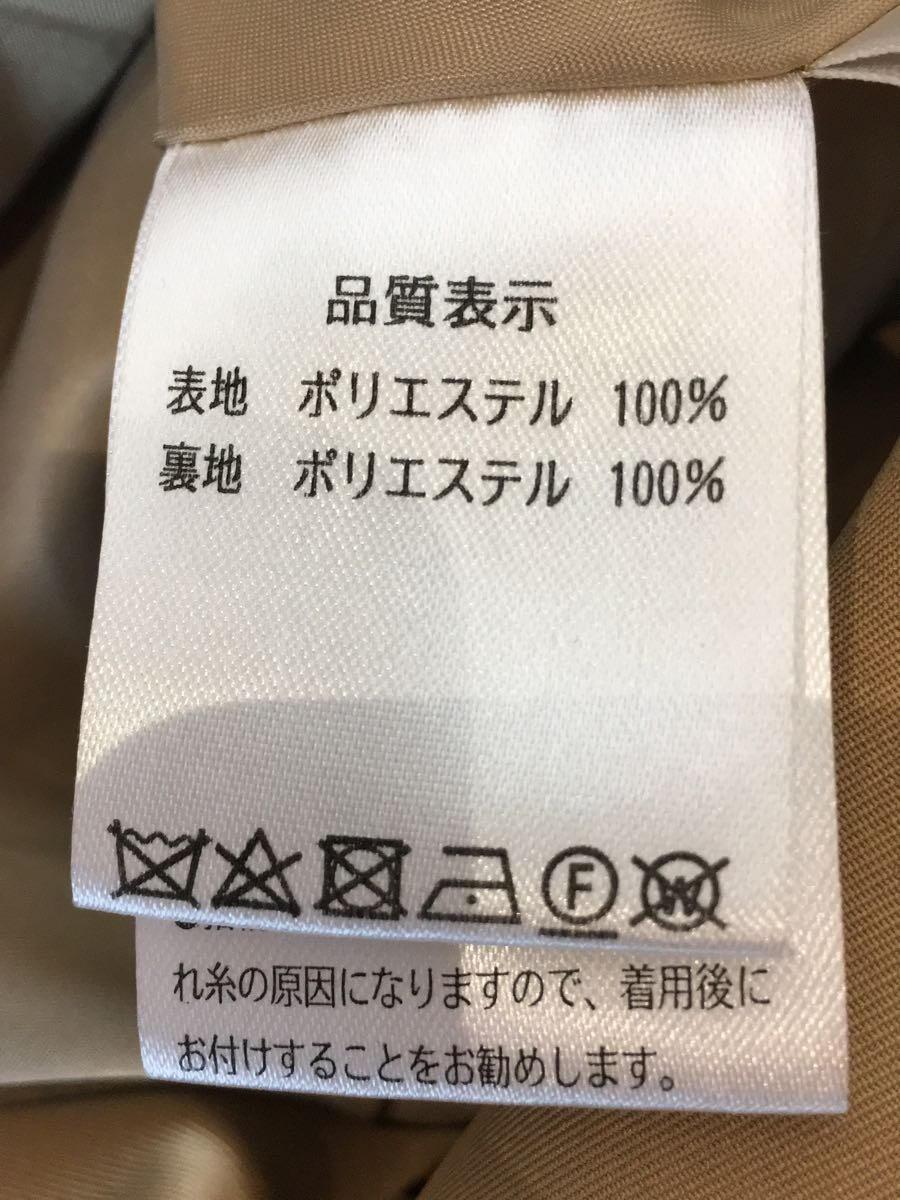 品質表示
表地 ポリエステル 100%
裏地 ポリエステル 100%
F W
れ糸の原因になりますので、着用後に
お付けすることをお勧めします。